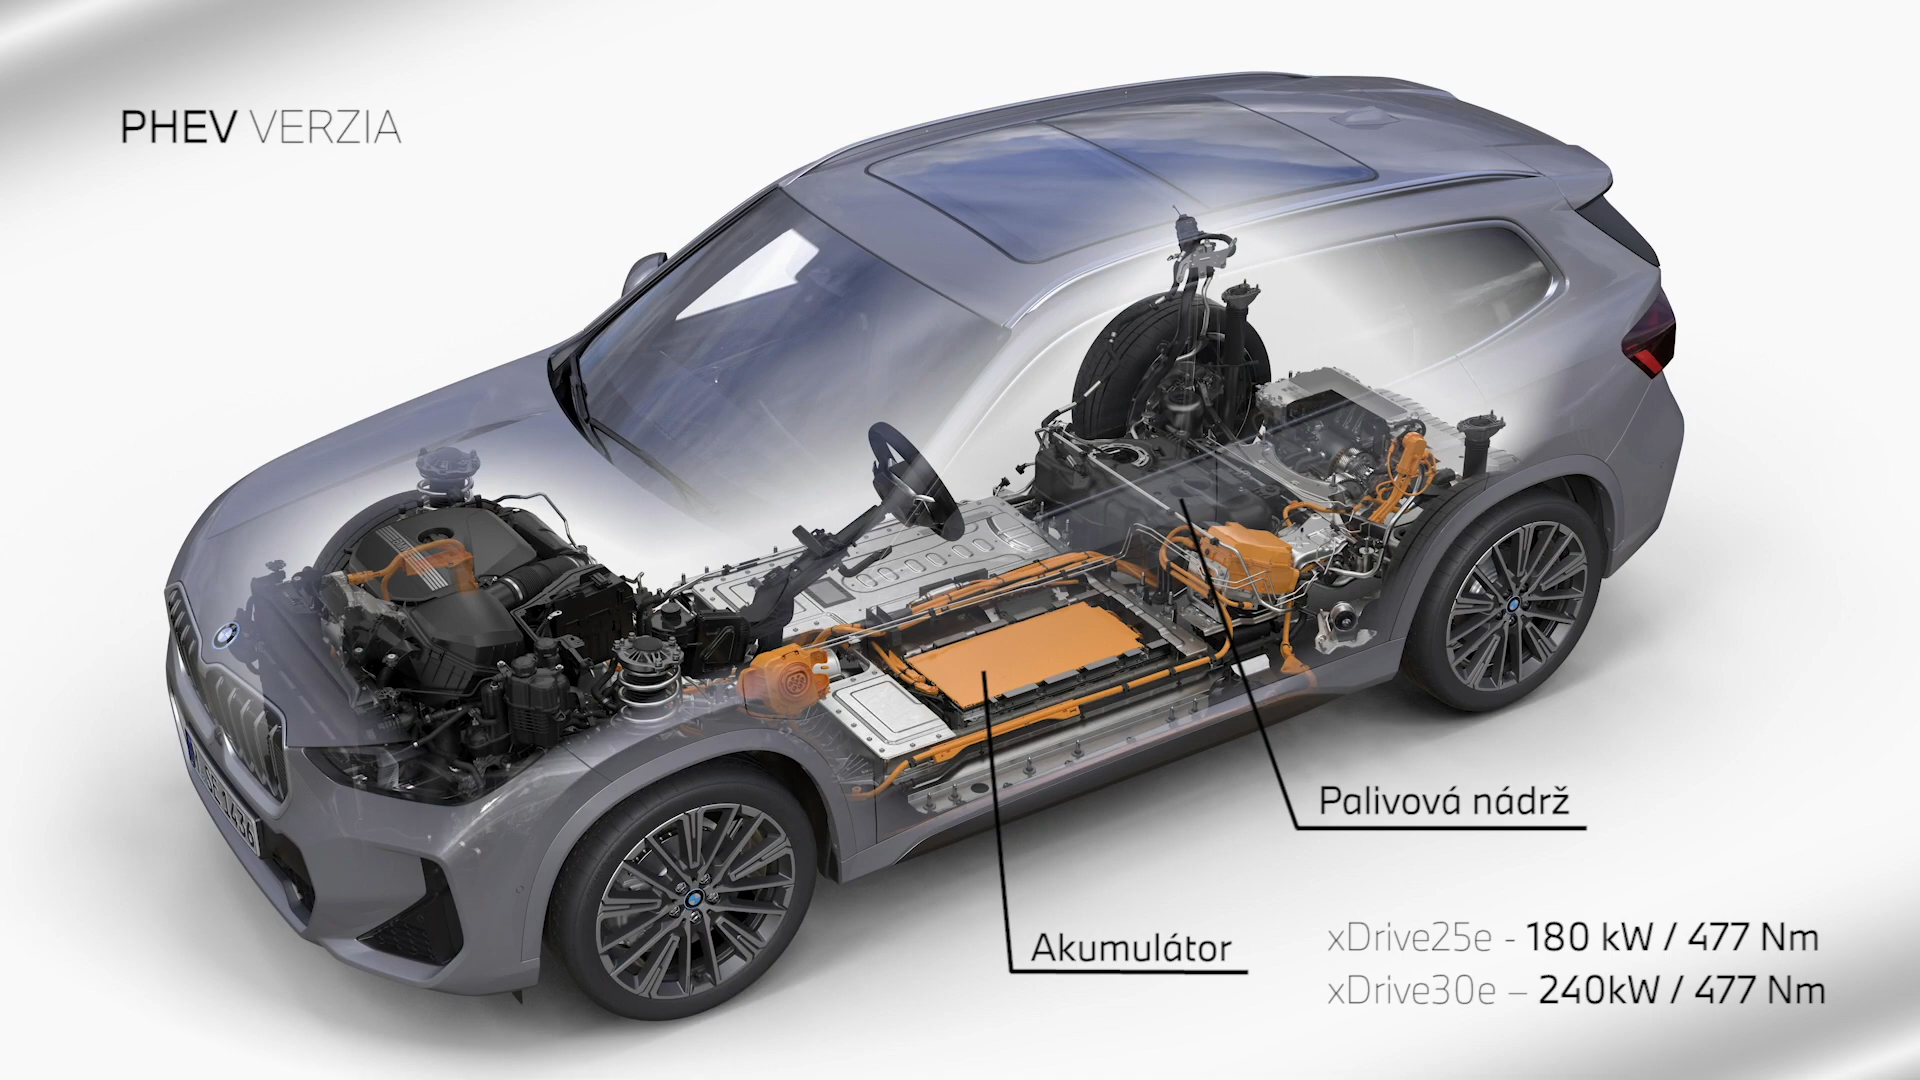 PHEV VERZIA
Palivová nádrž
Akumulátor
xDrive25e - 180 kW / 477 Nm
xDrive30e – 240kW / 477 Nm